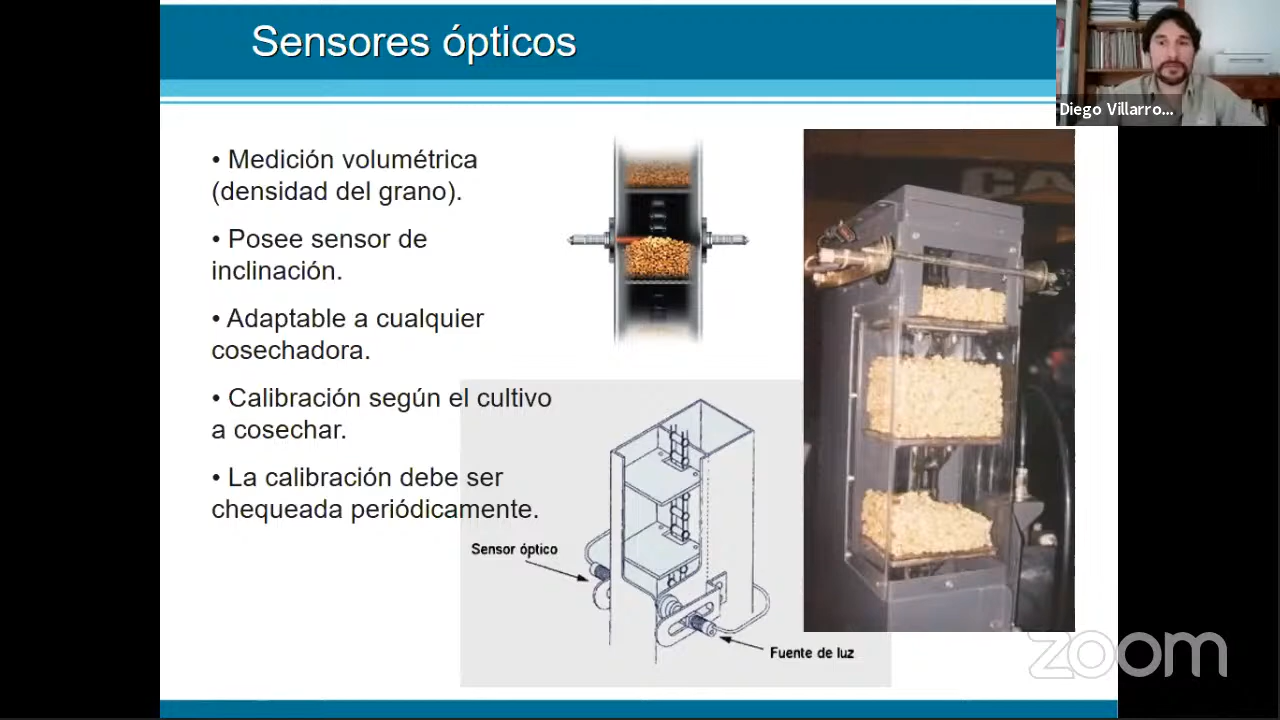 Sensores ópticos
Diego Villarro...
• Medición volumétrica
(densidad del grano).
• Posee sensor de
inclinación.
• Adaptable a cualquier
cosechadora.
• Calibración según el cultivo
a cosechar.
• La calibración debe ser
chequeada periódicamente.
Sensor óptico
Fuente de luz
CA
zoom